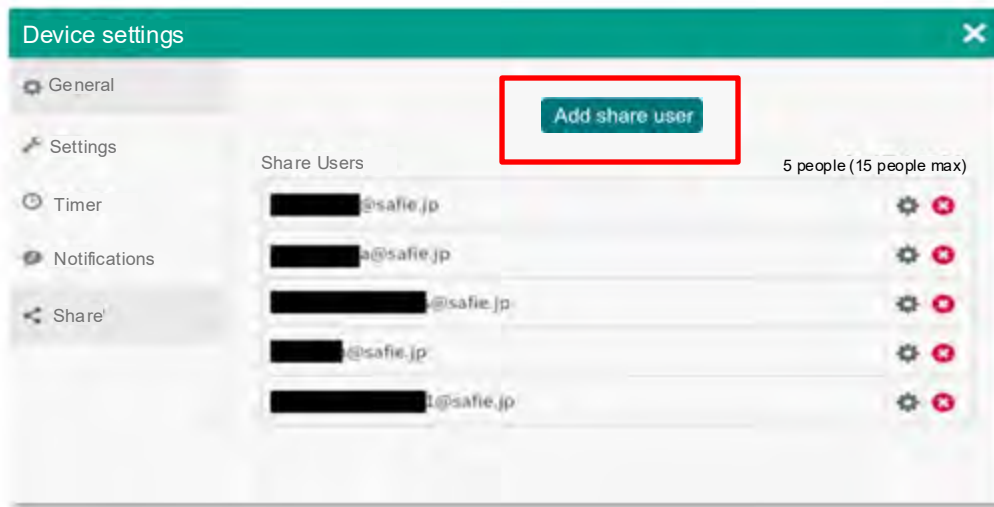 Device settings
General
Add share user
Settings
Share Users
5 people (15 people max)
Timer
@safie.jp
Notifications
a@safie.jp
Share'
@safie.jp
@safie.jp
1@safie.jp